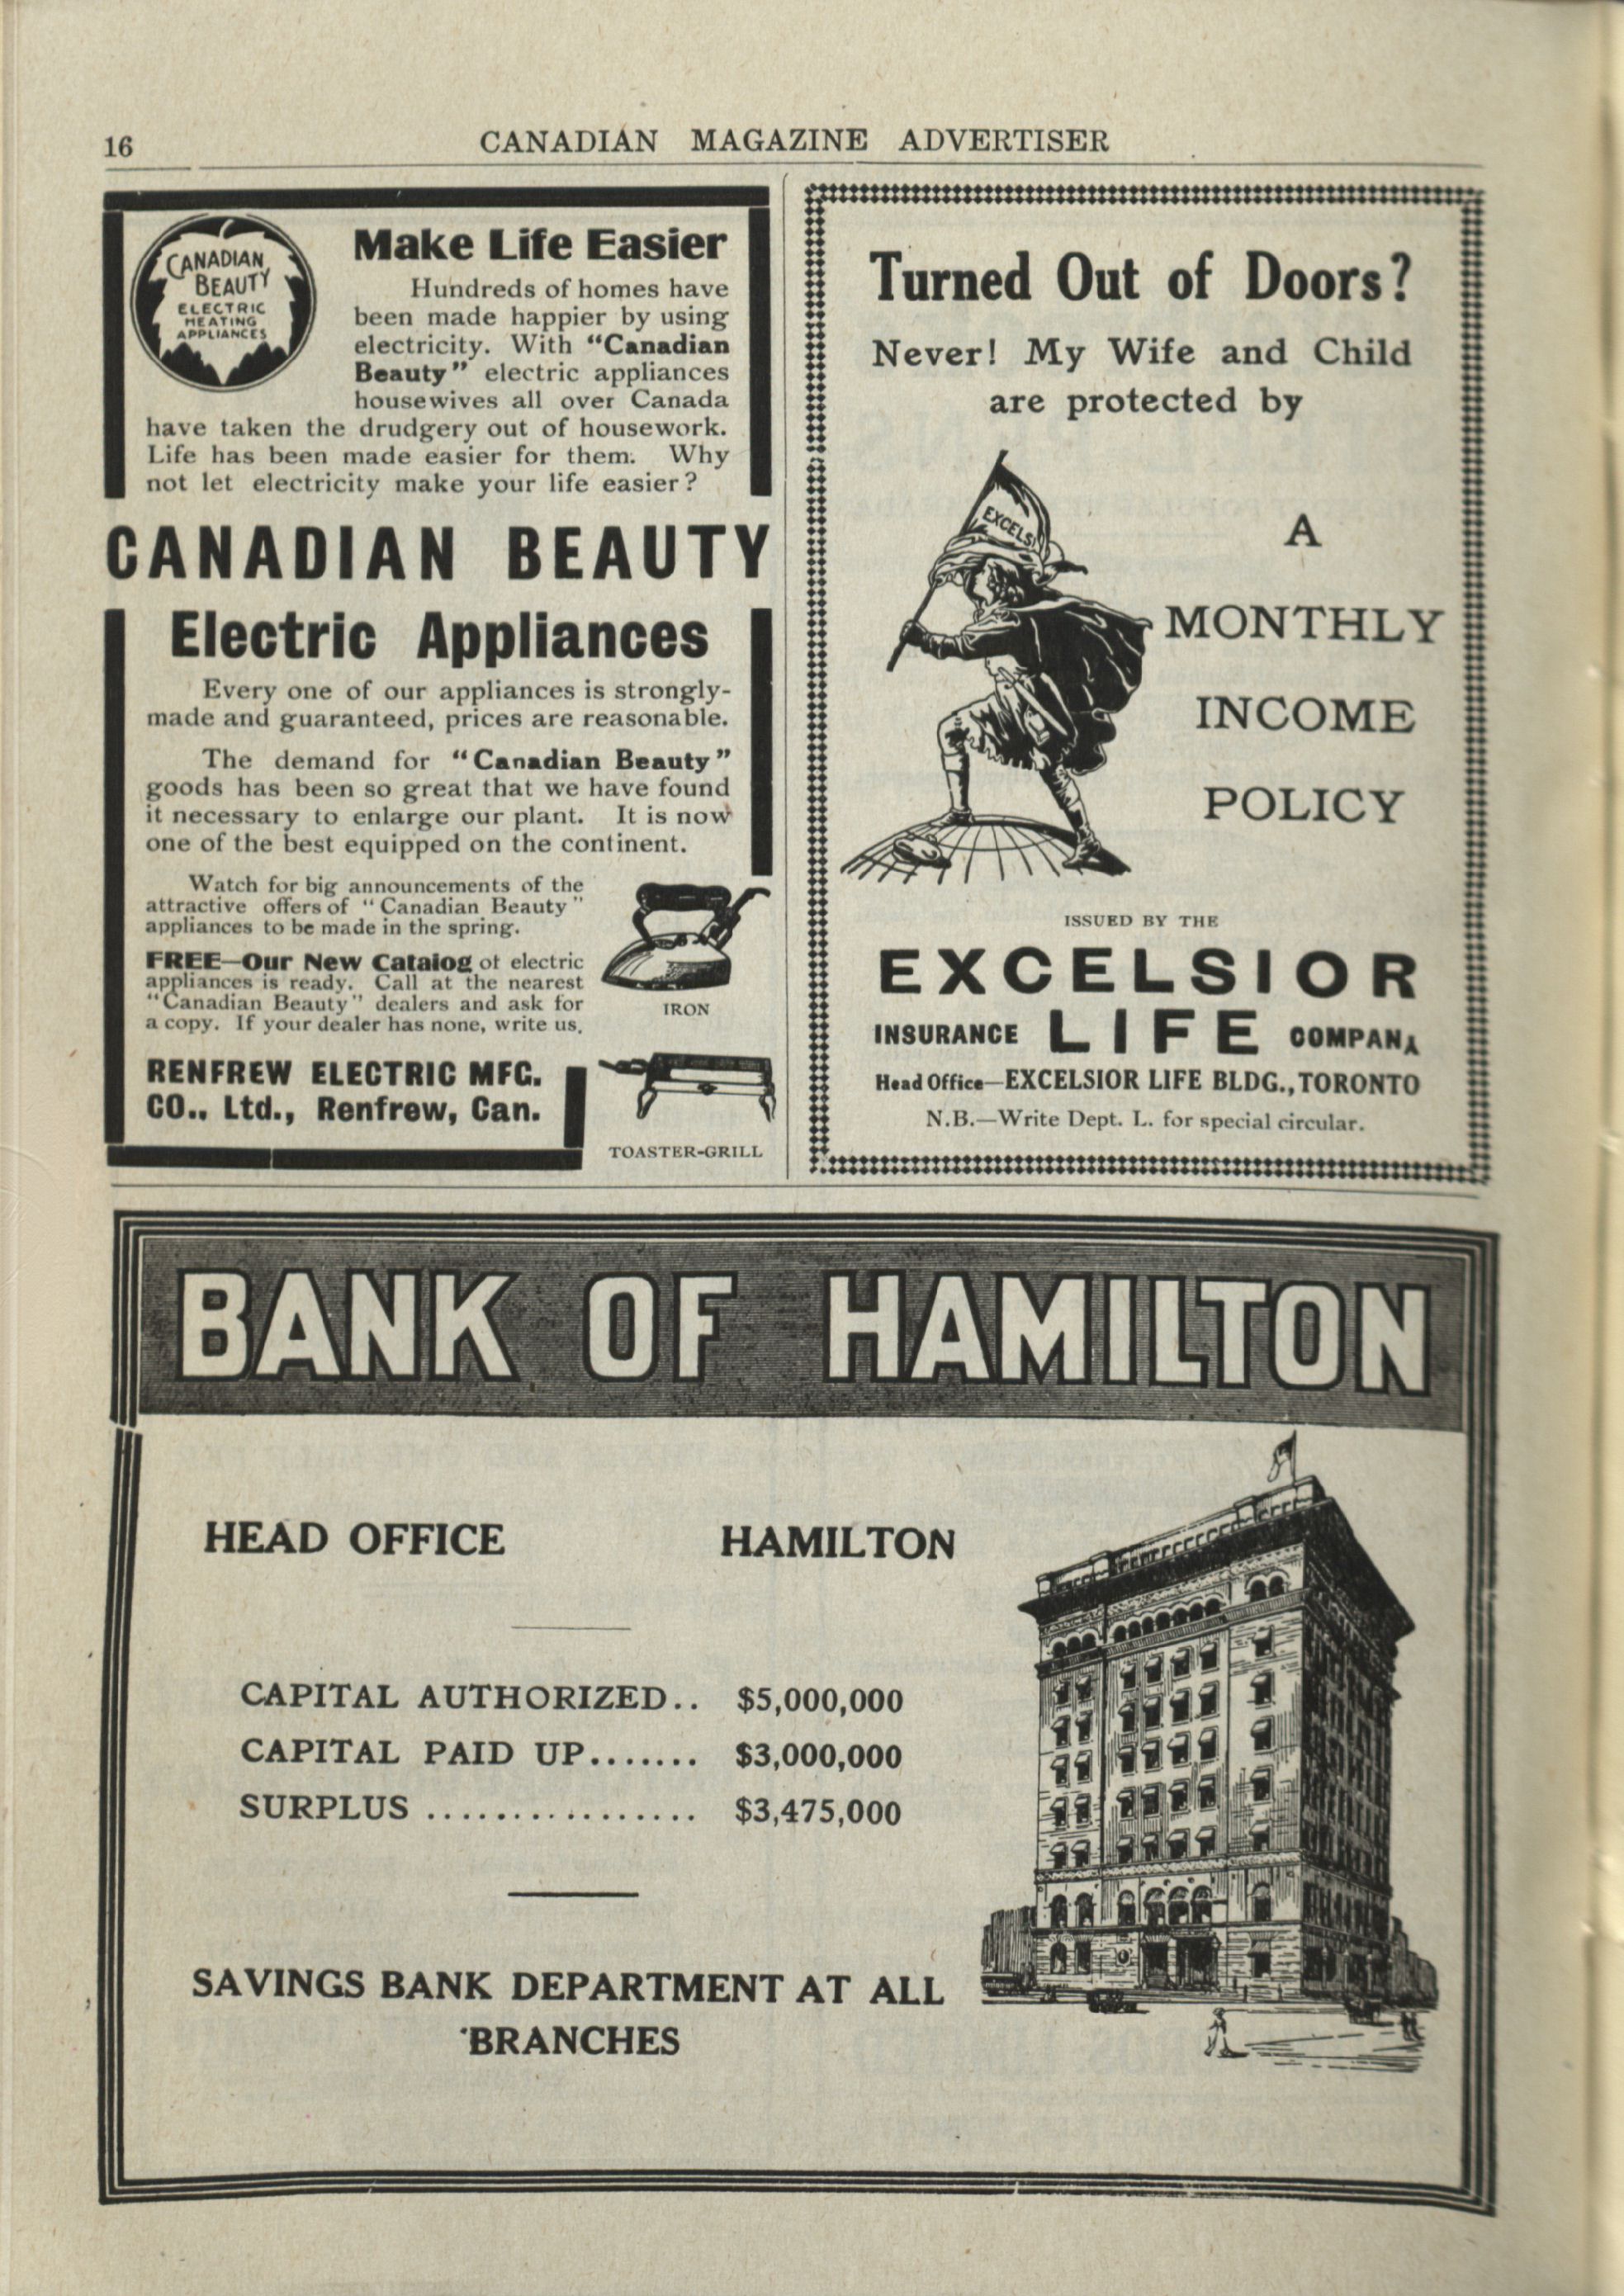 16
CANADIAN MAGAZINE ADVERTISER
CANADIAN
BEAUTY
ELECTRIC
HEATING
APPLIANCES
Make Life Easier
Hundreds of homes have
been made happier by using
electricity. With "Canadian
Beauty" electric appliances
housewives all over Canada
have taken the drudgery out of housework.
Life has been made easier for them. Why
not let electricity make your life easier?
CANADIAN BEAUTY
Electric Appliances
Every one of our appliances is strongly-
made and guaranteed, prices are reasonable.
The demand for "Canadian Beauty"
goods has been so great that we have found
it necessary to enlarge our plant. It is now
one of the best equipped on the continent.
Watch for big announcements of the
attractive offers of "Canadian Beauty"
appliances to be made in the spring.
FREE—Our New Catalog of electric
appliances is ready. Call at the nearest
"Canadian Beauty" dealers and ask for
a copy. If your dealer has none, write us.
IRON
RENFREW ELECTRIC MFG.
CO., Ltd., Renfrew, Can.
TOASTER-GRILL
Turned Out of Doors?
Never! My Wife and Child
are protected by
EXCELSI
A
MONTHLY
INCOME
POLICY
ISSUED BY THE
EXCELSIOR
INSURANCE LIFE COMPANY
Head Office—EXCELSIOR LIFE BLDG., TORONTO
N.B.—Write Dept. L. for special circular.
BANK OF HAMILTON
HEAD OFFICE HAMILTON
CAPITAL AUTHORIZED.. $5,000,000
CAPITAL PAID UP....... $3,000,000
SURPLUS ................ $3,475,000
SAVINGS BANK DEPARTMENT AT ALL
BRANCHES